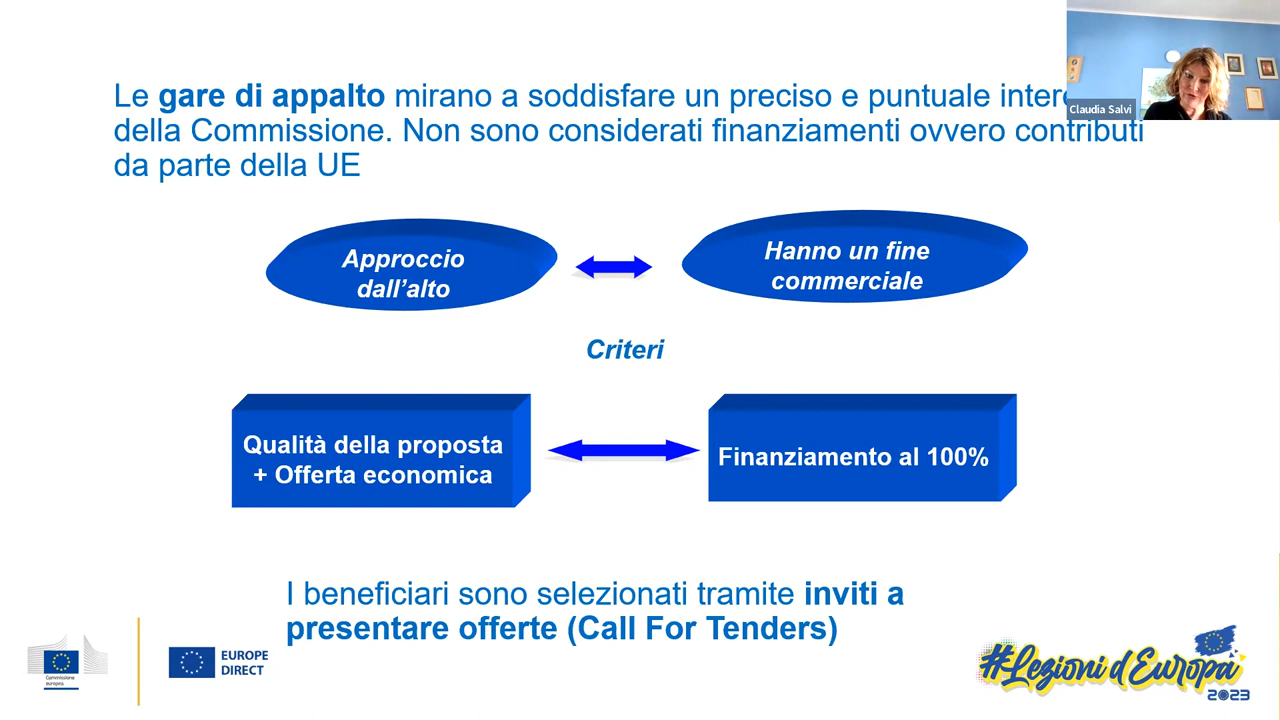 Le gare di appalto mirano a soddisfare un preciso e puntuale
della Commissione. Non sono considerati finanziamenti ovvero contributi
da parte della UE
Claudia Salvi
Approccio
dall’alto
Hanno un fine
commerciale
Criteri
Qualità della proposta
+ Offerta economica
Finanziamento al 100%
I beneficiari sono selezionati tramite inviti a
presentare offerte (Call For Tenders)
Commissione
europea
EUROPE
DIRECT
#Lezioni d'Europa
2023